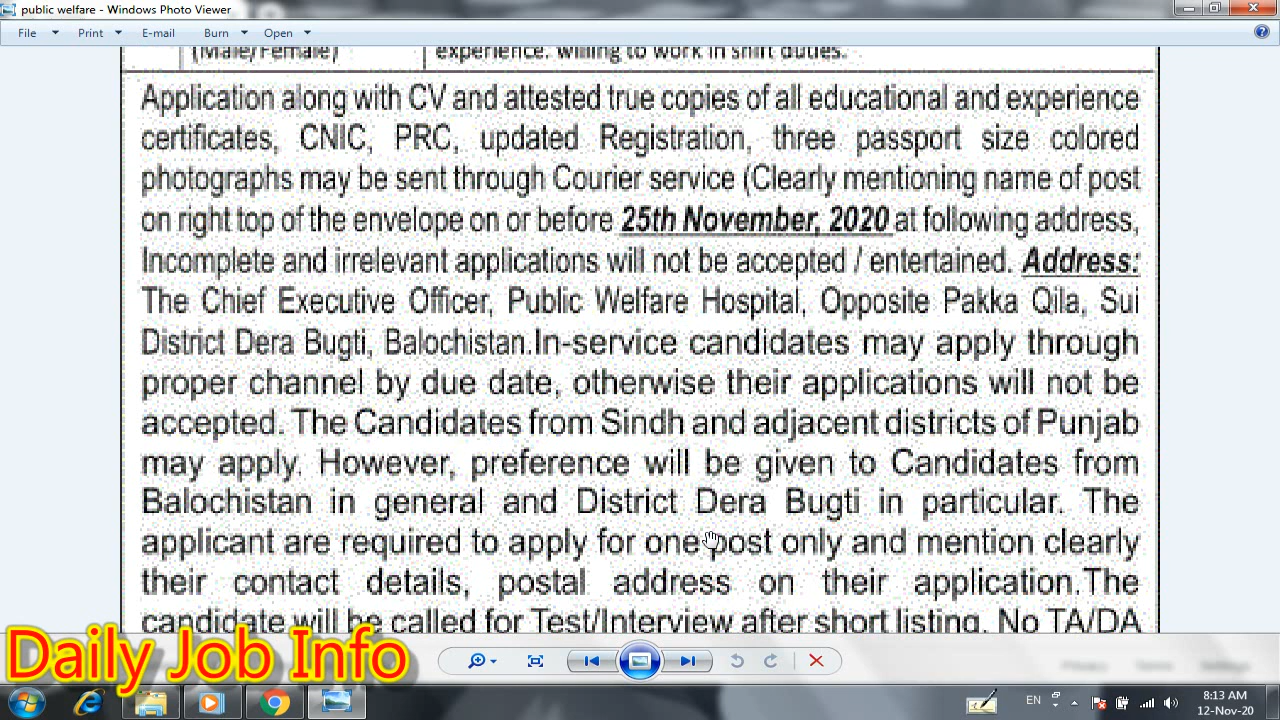 public welfare - Windows Photo Viewer
File Print E-mail Burn Open
(Male/Female) experience. willing to work in shift duties.
Application along with CV and attested true copies of all educational and experience
certificates, CNIC, PRC, updated Registration, three passport size colored
photographs may be sent through Courier service (Clearly mentioning name of post
on right top of the envelope on or before 25th November, 2020 at following address,
Incomplete and irrelevant applications will not be accepted / entertained. Address:
The Chief Executive Officer, Public Welfare Hospital, Opposite Pakka Qila, Sui
District Dera Bugti, Balochistan.In-service candidates may apply through
proper channel by due date, otherwise their applications will not be
accepted. The Candidates from Sindh and adjacent districts of Punjab
may apply. However, preference will be given to Candidates from
Balochistan in general and District Dera Bugti in particular. The
applicant are required to apply for one post only and mention clearly
their contact details, postal address on their application.The
candidate will be called for Test/Interview after short listing. No TA/DA
Daily Job Info
EN
8:13 AM
12-Nov-20